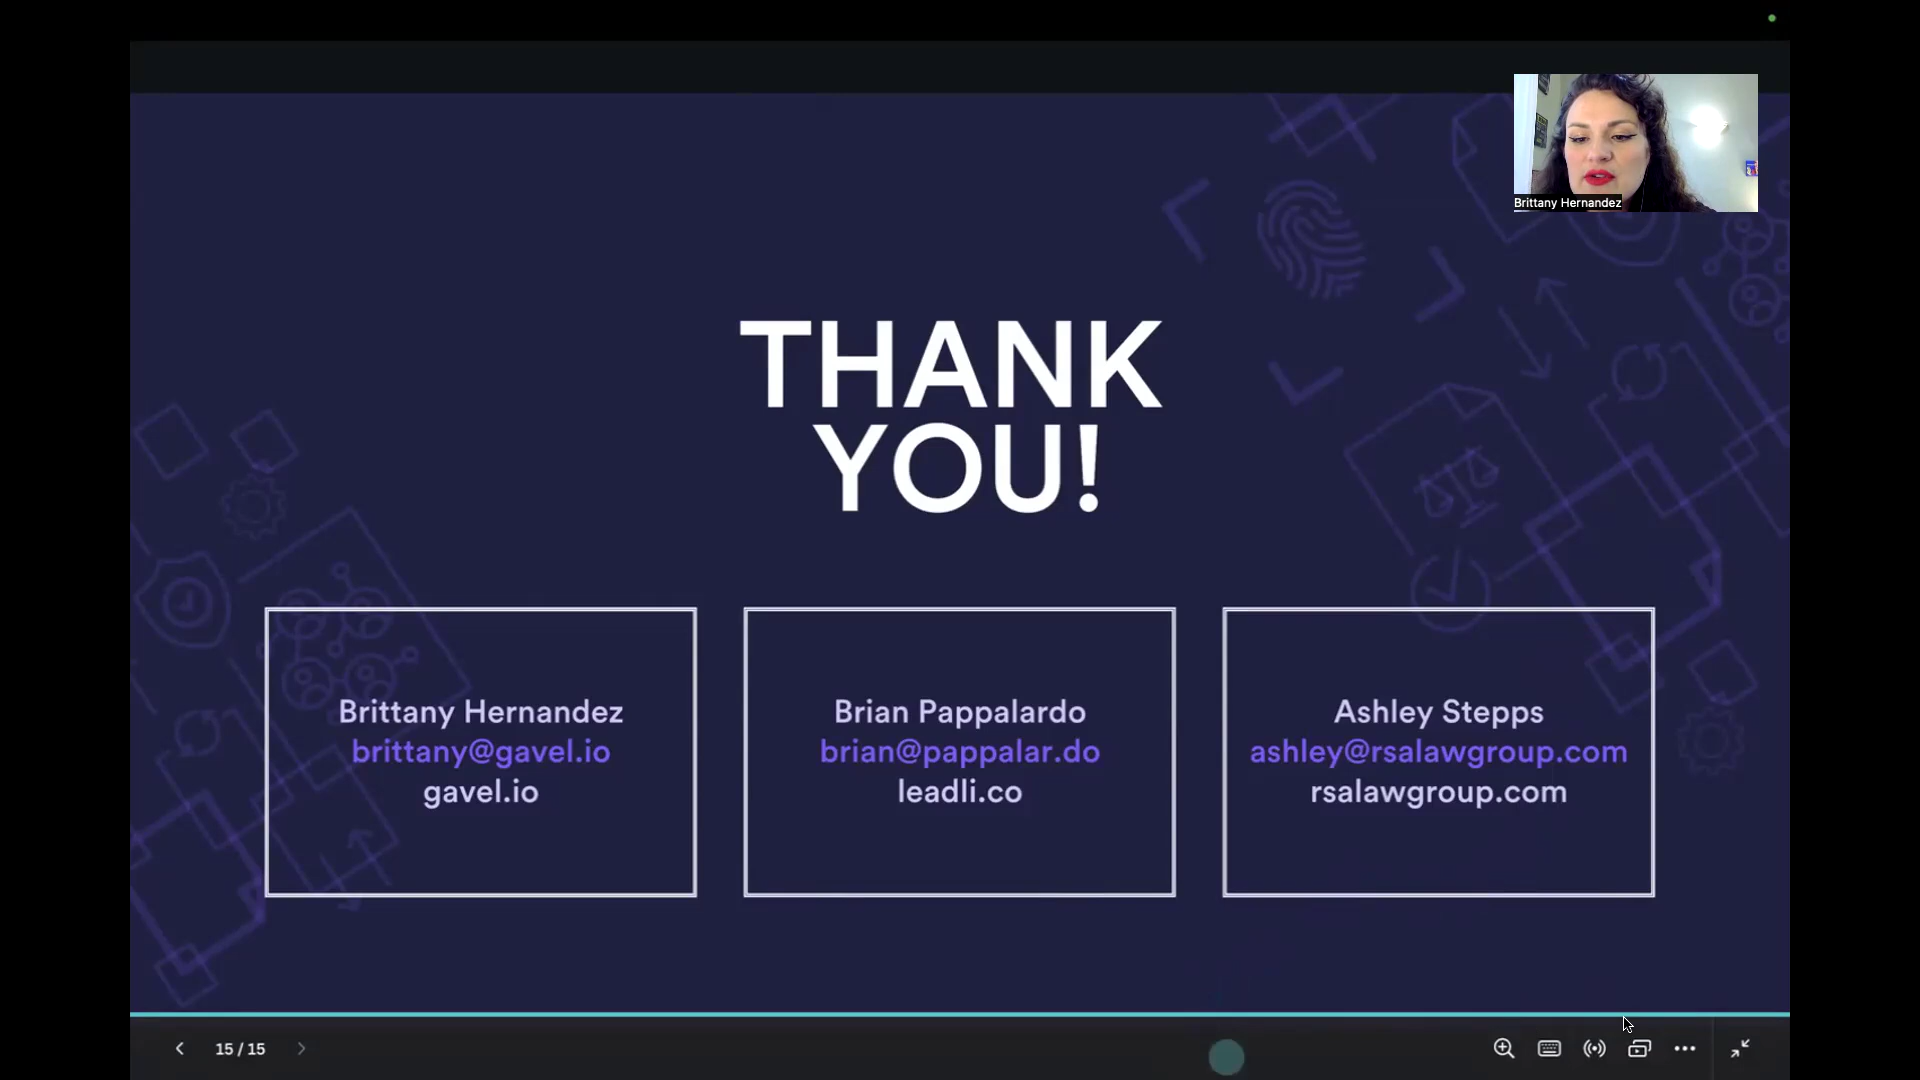 Brittany Hernandez
THANK
YOU!
Brittany Hernandez
brittany@gavel.io
gavel.io
Brian Pappalardo
brian@pappalar.do
leadli.co
Ashley Stepps
ashley@rsalawgroup.com
rsalawgroup.com
15 / 15